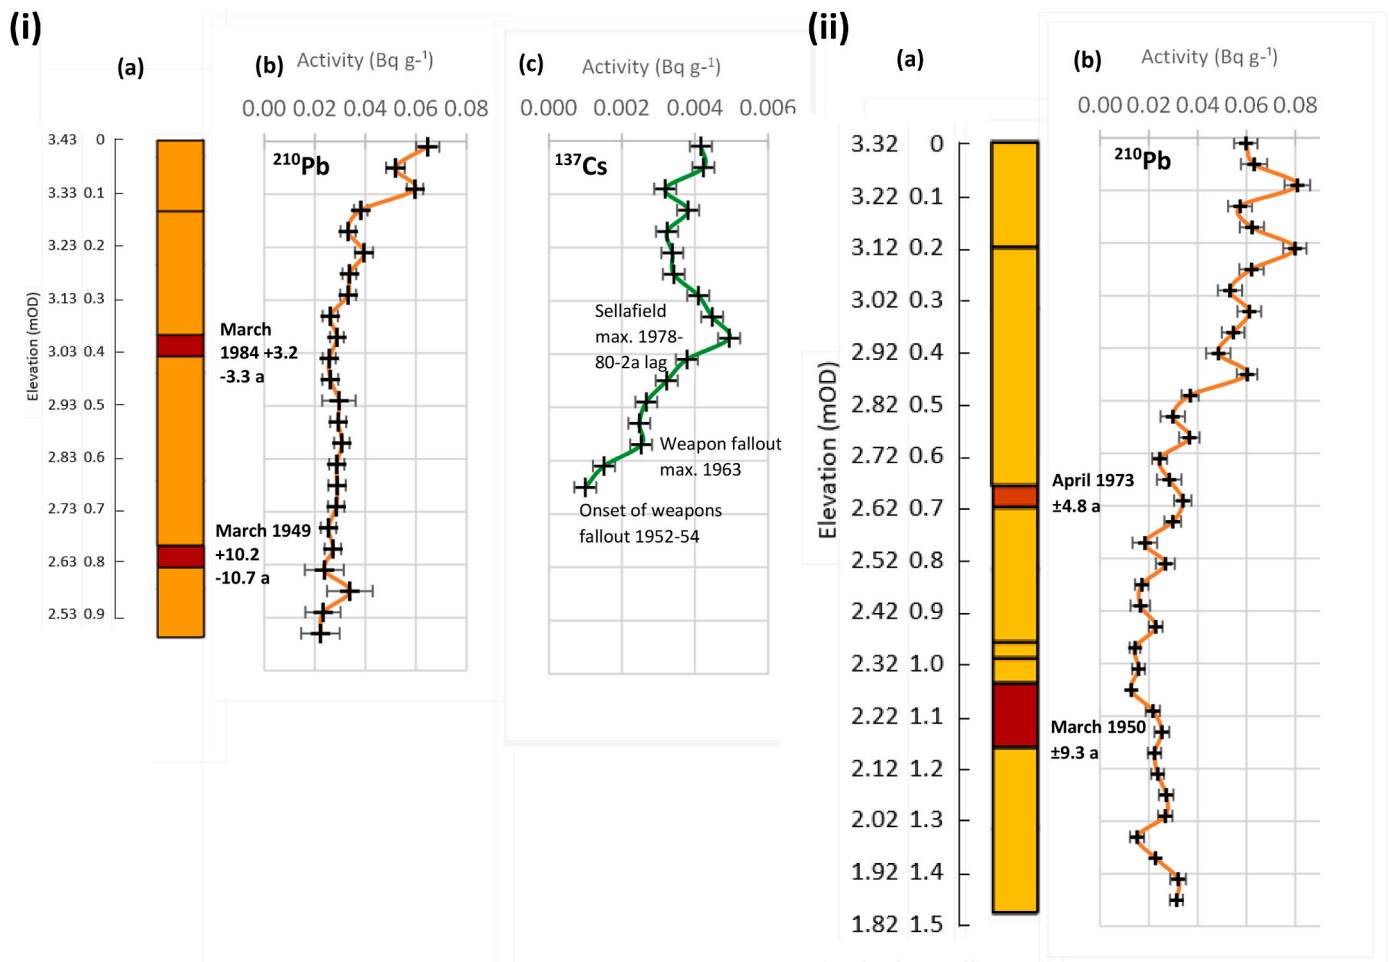 (i)
(a)
(b)
Activity (Bq g-1)
0.00 0.02 0.04 0.06 0.08
210Pb
3.43 0
3.33 0.1
3.23 0.2
3.13 0.3
3.03 0.4
2.93 0.5
2.83 0.6
2.73 0.7
2.63 0.8
2.53 0.9
Elevation (mOD)
March
1984 +3.2
-3.3 a
March 1949
+10.2
-10.7 a
(c)
Activity (Bq g-1)
0.000 0.002 0.004 0.006
137Cs
Sellafield
max. 1978-
80-2a lag
Weapon fallout
max. 1963
Onset of weapons
fallout 1952-54
(ii)
(a)
(b)
Activity (Bq g-1)
0.00 0.02 0.04 0.06 0.08
210Pb
3.32 0
3.22 0.1
3.12 0.2
3.02 0.3
2.92 0.4
2.82 0.5
2.72 0.6
2.62 0.7
2.52 0.8
2.42 0.9
2.32 1.0
2.22 1.1
2.12 1.2
2.02 1.3
1.92 1.4
1.82 1.5
Elevation (mOD)
April 1973
±4.8 a
March 1950
±9.3 a